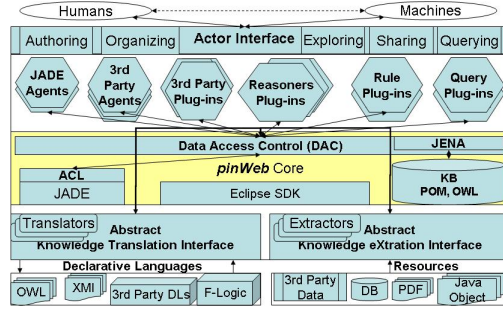 Humans
Machines
Authoring Organizing Actor Interface Exploring Sharing Querying
JADE
Agents
3rd
Party
Agents
3rd Party
Plug-ins
Reasoners
Plug-ins
Rule
Plug-ins
Query
Plug-ins
Data Access Control (DAC)
JENA
pinWeb Core
ACL
JADE
Eclipse SDK
KB
POM, OWL
Translators
Abstract
Knowledge Translation Interface
Extractors
Abstract
Knowledge eXtration Interface
Declarative Languages
Resources
OWL
XMI
3rd Party DLs
F-Logic
3rd Party
Data
DB
PDF
Java
Object